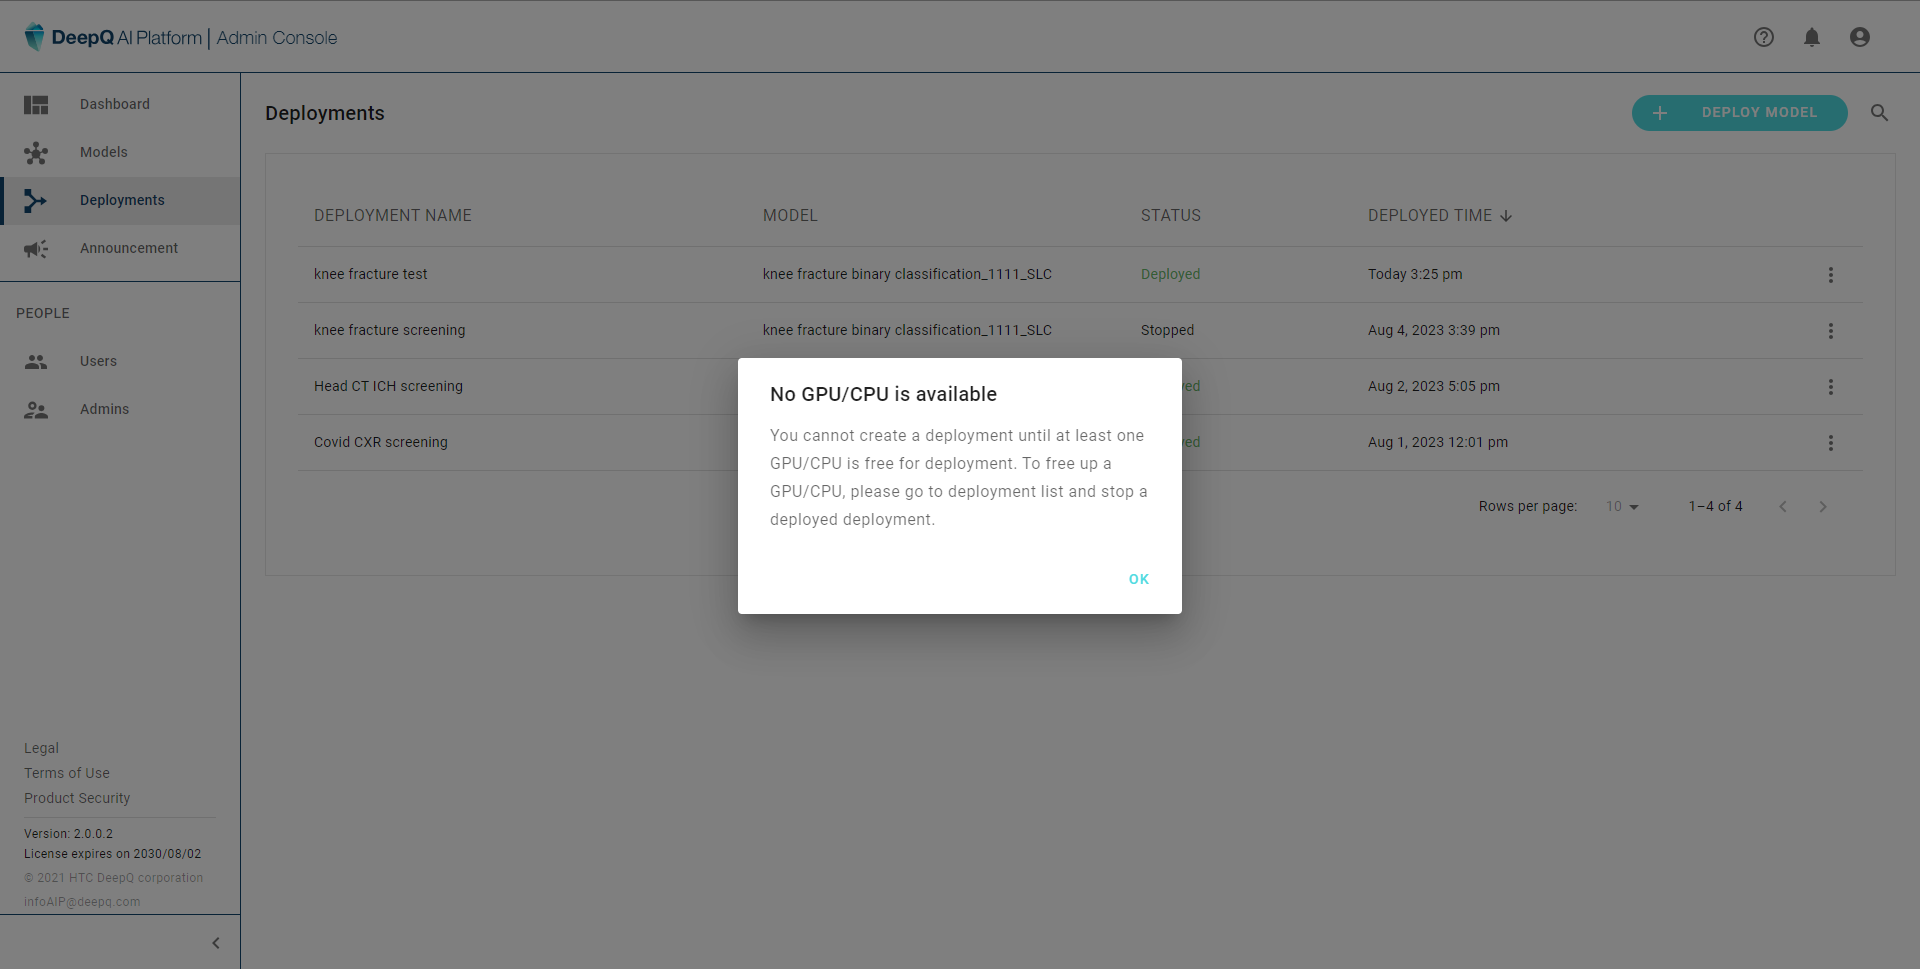 DeepQ AI Platform | Admin Console
Dashboard
Models
Deployments
Announcement
PEOPLE
Users
Admins
Legal
Terms of Use
Product Security
Version: 2.0.0.2
License expires on 2030/08/02
© 2021 HTC DeepQ corporation
infoAIP@deepq.com
Deployments
DEPLOY MODEL
DEPLOYMENT NAME MODEL STATUS DEPLOYED TIME
knee fracture test knee fracture binary classification_1111_SLC Deployed Today 3:25 pm
knee fracture screening knee fracture binary classification_1111_SLC Stopped Aug 4, 2023 3:39 pm
Head CT ICH screening Aug 2, 2023 5:05 pm
Covid CXR screening Aug 1, 2023 12:01 pm
Rows per page: 10 1–4 of 4
No GPU/CPU is available
You cannot create a deployment until at least one
GPU/CPU is free for deployment. To free up a
GPU/CPU, please go to deployment list and stop a
deployed deployment.
OK